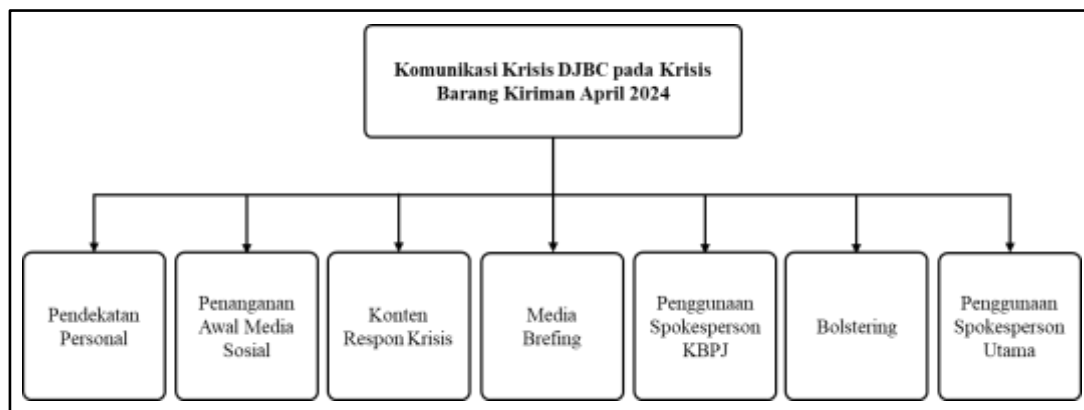 Komunikasi Krisis DJBC pada Krisis
Barang Kiriman April 2024
Pendekatan
Personal
Penanganan
Awal Media
Sosial
Konten
Respon Krisis
Media
Brefing
Penggunaan
Spokesperson
KBPJ
Bolstering
Penggunaan
Spokesperson
Utama